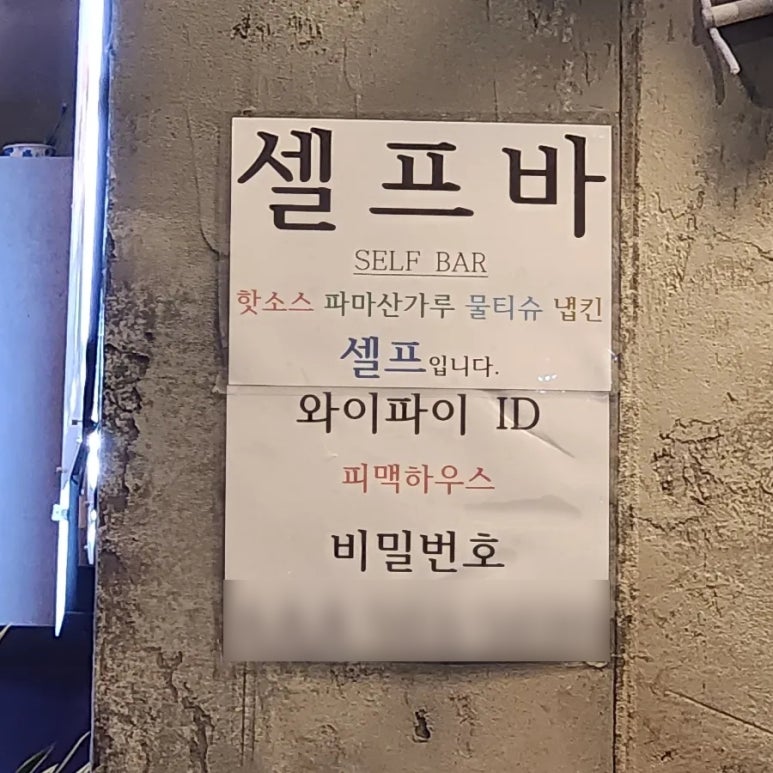 셀프바
SELF BAR
핫소스 파마산가루 물티슈 냅킨
셀프입니다.
와이파이 ID
피맥하우스
비밀번호